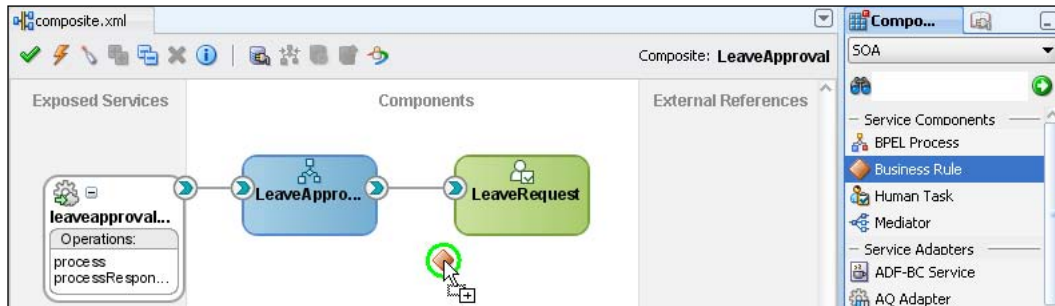 composite.xml
Compo...
Composite: LeaveApproval
SOA
Exposed Services
Components
External References
Service Components
BPEL Process
Business Rule
Human Task
Mediator
Service Adapters
ADF-BC Service
AQ Adapter
LeaveAppro...
LeaveRequest
leaveapproval...
Operations:
process
processRespon...